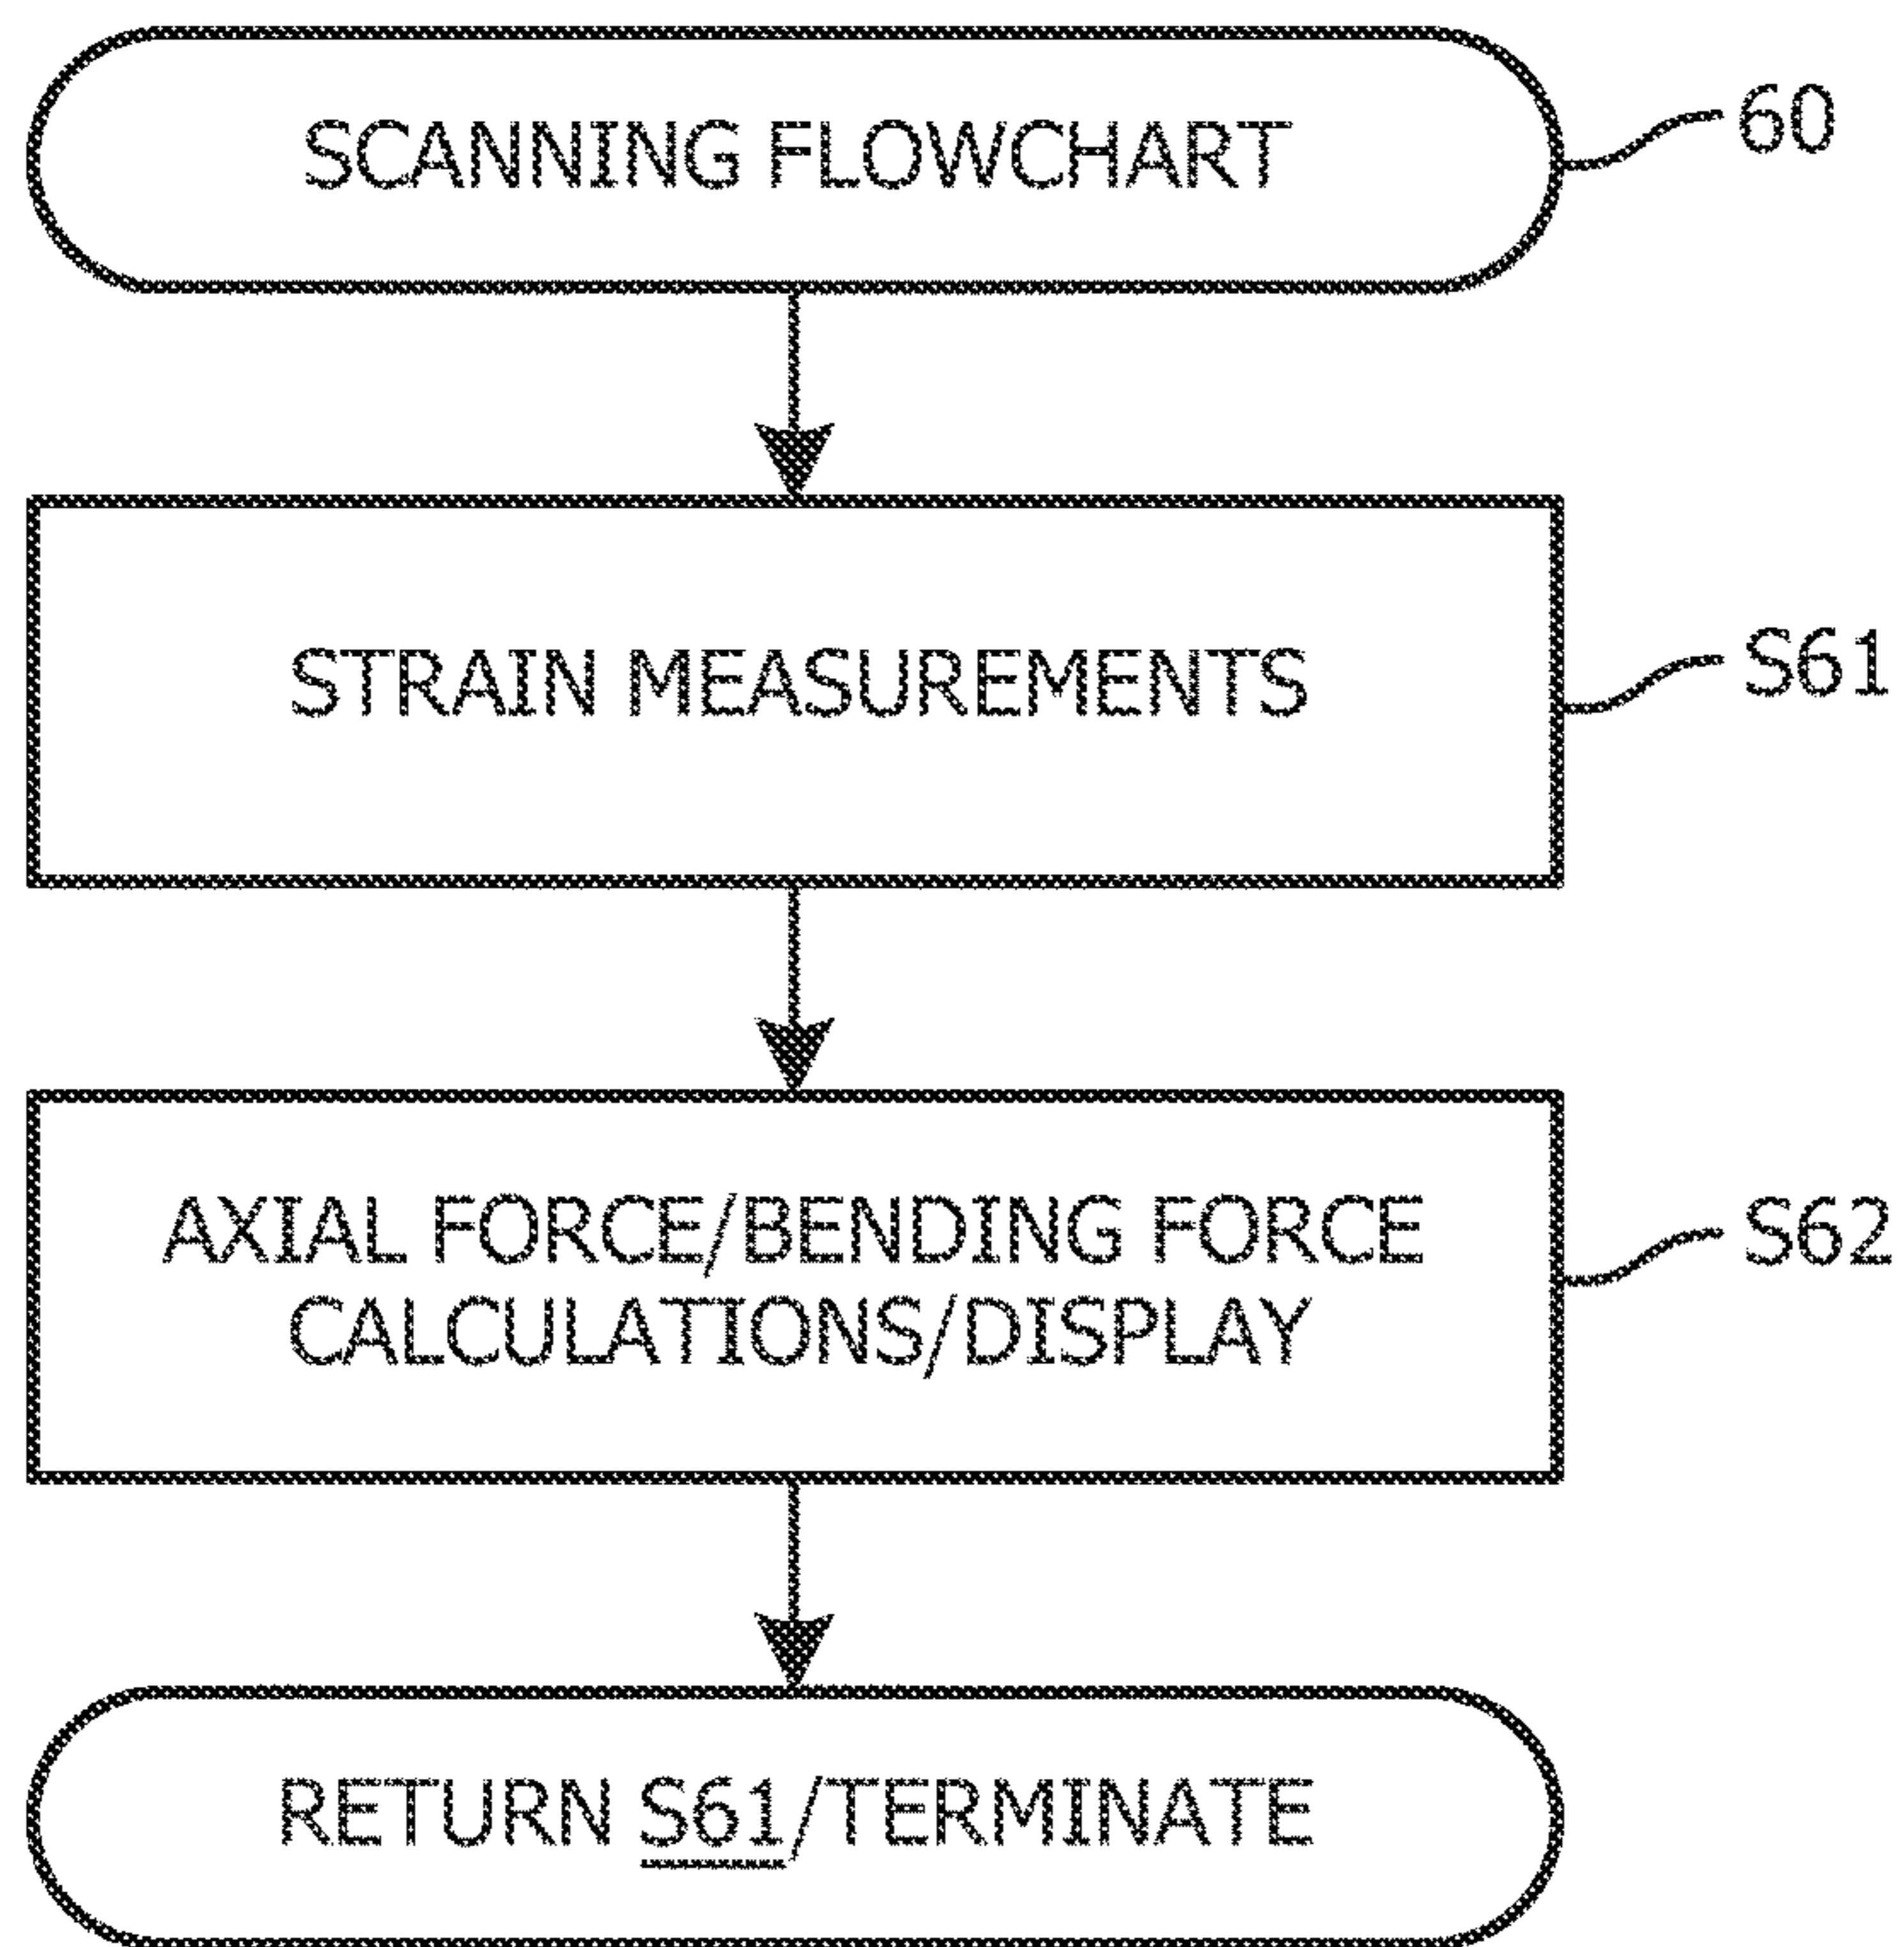 SCANNING FLOWCHART
60
STRAIN MEASUREMENTS
S61
AXIAL FORCE/BENDING FORCE
CALCULATIONS/DISPLAY
S62
RETURN S61/TERMINATE